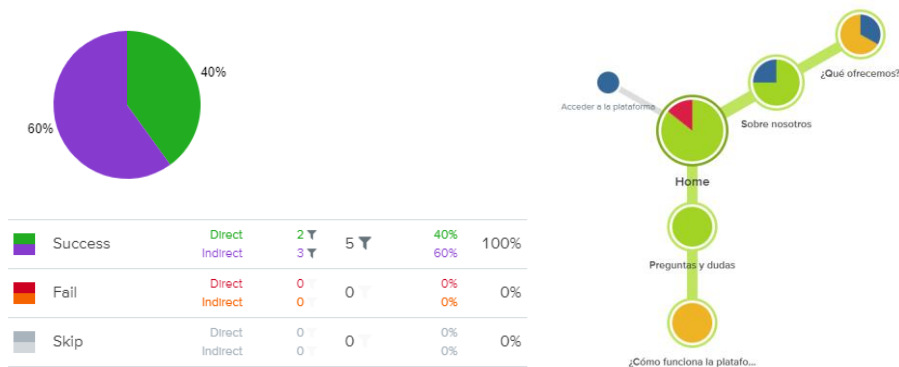 40%
60%
Success Direct 2 5 40% 100%
Indirect 3 60%
Fail Direct 0 0 0% 0%
Indirect 0 0%
Skip Direct 0 0 0% 0%
Indirect 0 0%
¿Qué ofrecemos?
Acceder a la plataforma
Sobre nosotros
Home
Preguntas y dudas
¿Cómo funciona la platafo...